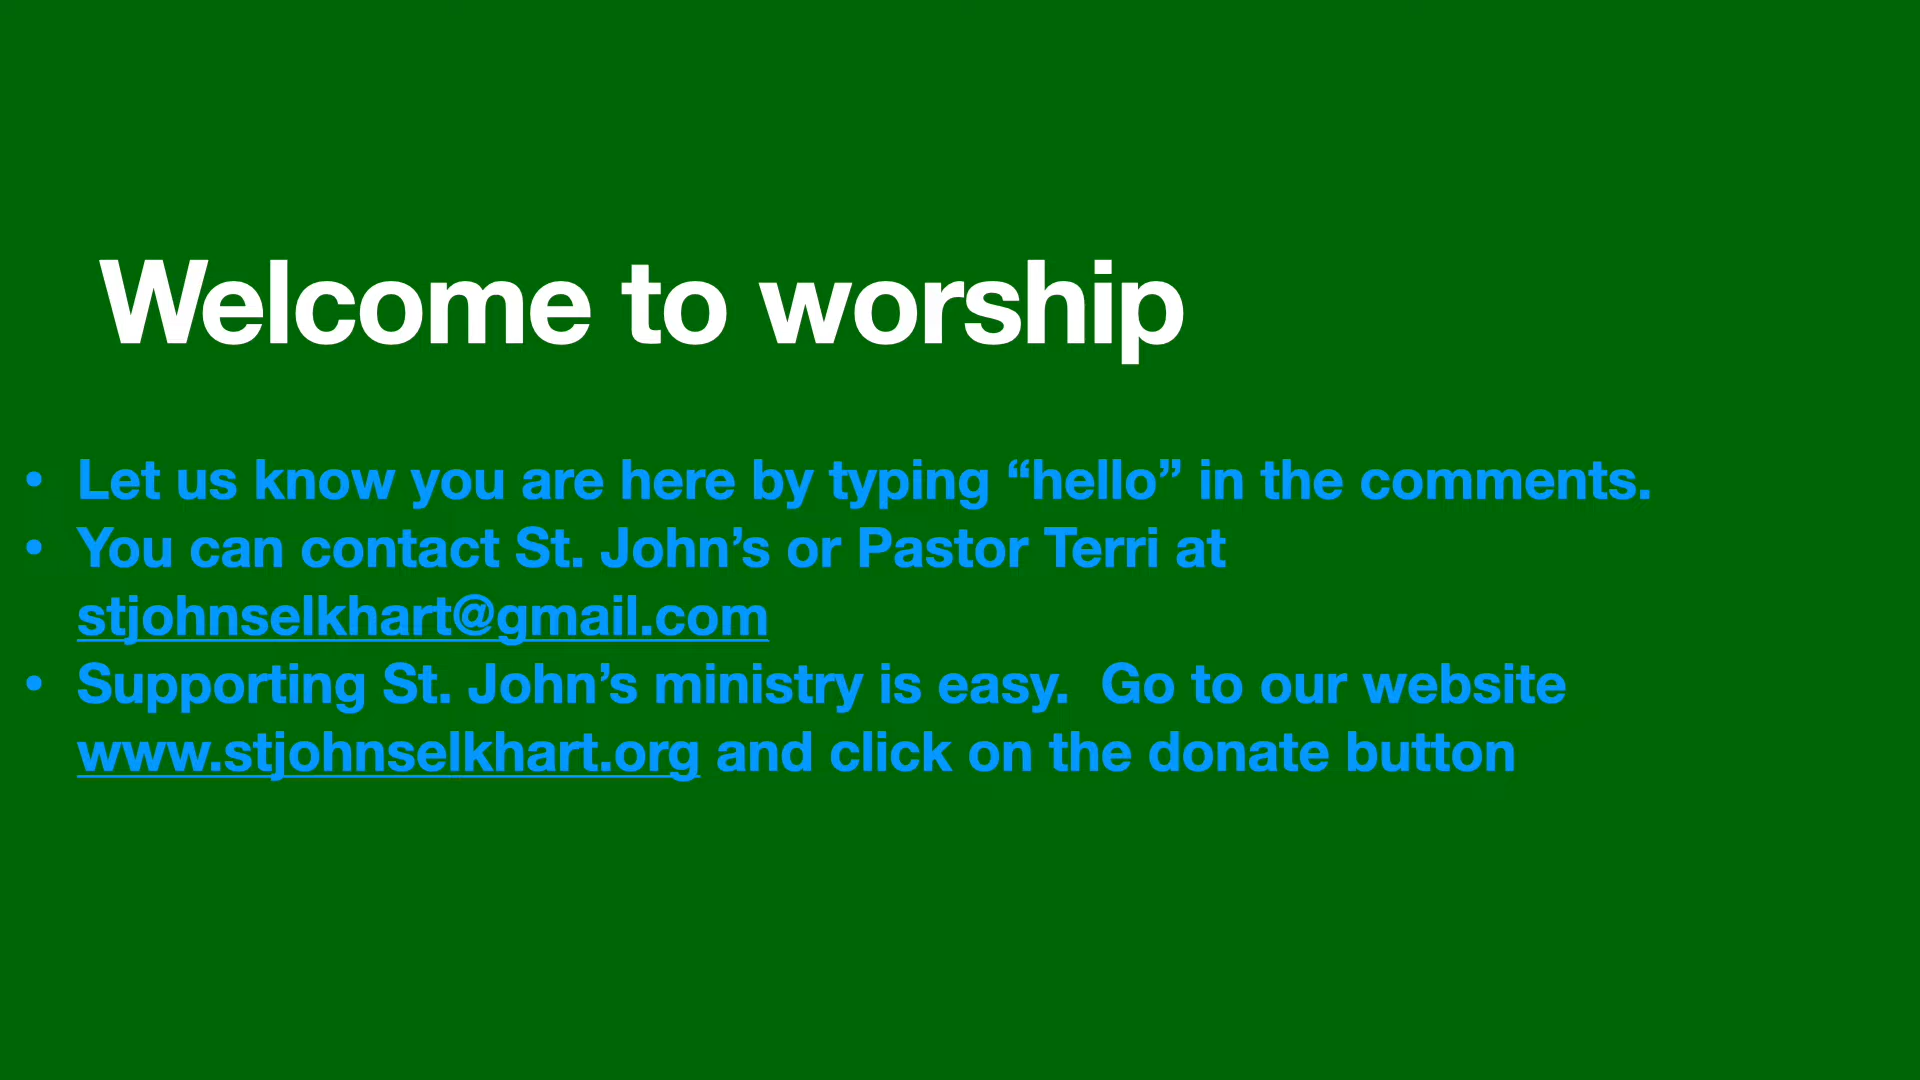 Welcome to worship
• Let us know you are here by typing “hello” in the comments.
• You can contact St. John’s or Pastor Terri at
stjohnselkhart@gmail.com
• Supporting St. John’s ministry is easy.  Go to our website
www.stjohnselkhart.org and click on the donate button